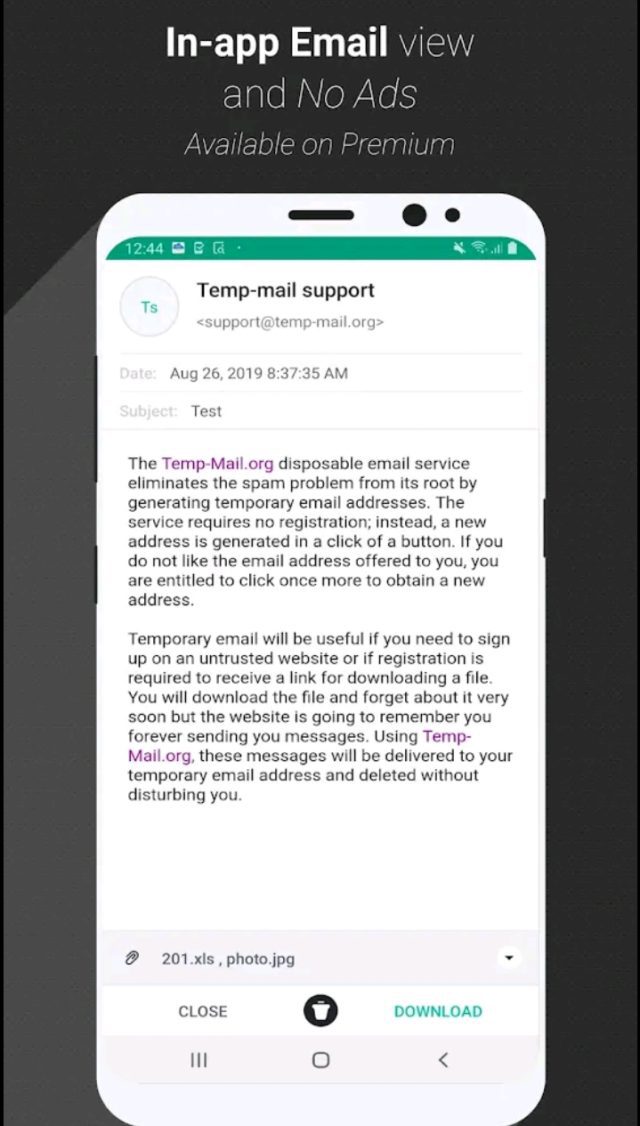 In-app Email view
and No Ads
Available on Premium
12:44
Ts
Temp-mail support
<support@temp-mail.org>
Date: Aug 26, 2019 8:37:35 AM
Subject: Test
The Temp-Mail.org disposable email service
eliminates the spam problem from its root by
generating temporary email addresses. The
service requires no registration; instead, a new
address is generated in a click of a button. If you
do not like the email address offered to you, you
are entitled to click once more to obtain a new
address.
Temporary email will be useful if you need to sign
up on an untrusted website or if registration is
required to receive a link for downloading a file.
You will download the file and forget about it very
soon but the website is going to remember you
forever sending you messages. Using Temp-
Mail.org, these messages will be delivered to your
temporary email address and deleted without
disturbing you.
201.xls , photo.jpg
CLOSE
DOWNLOAD